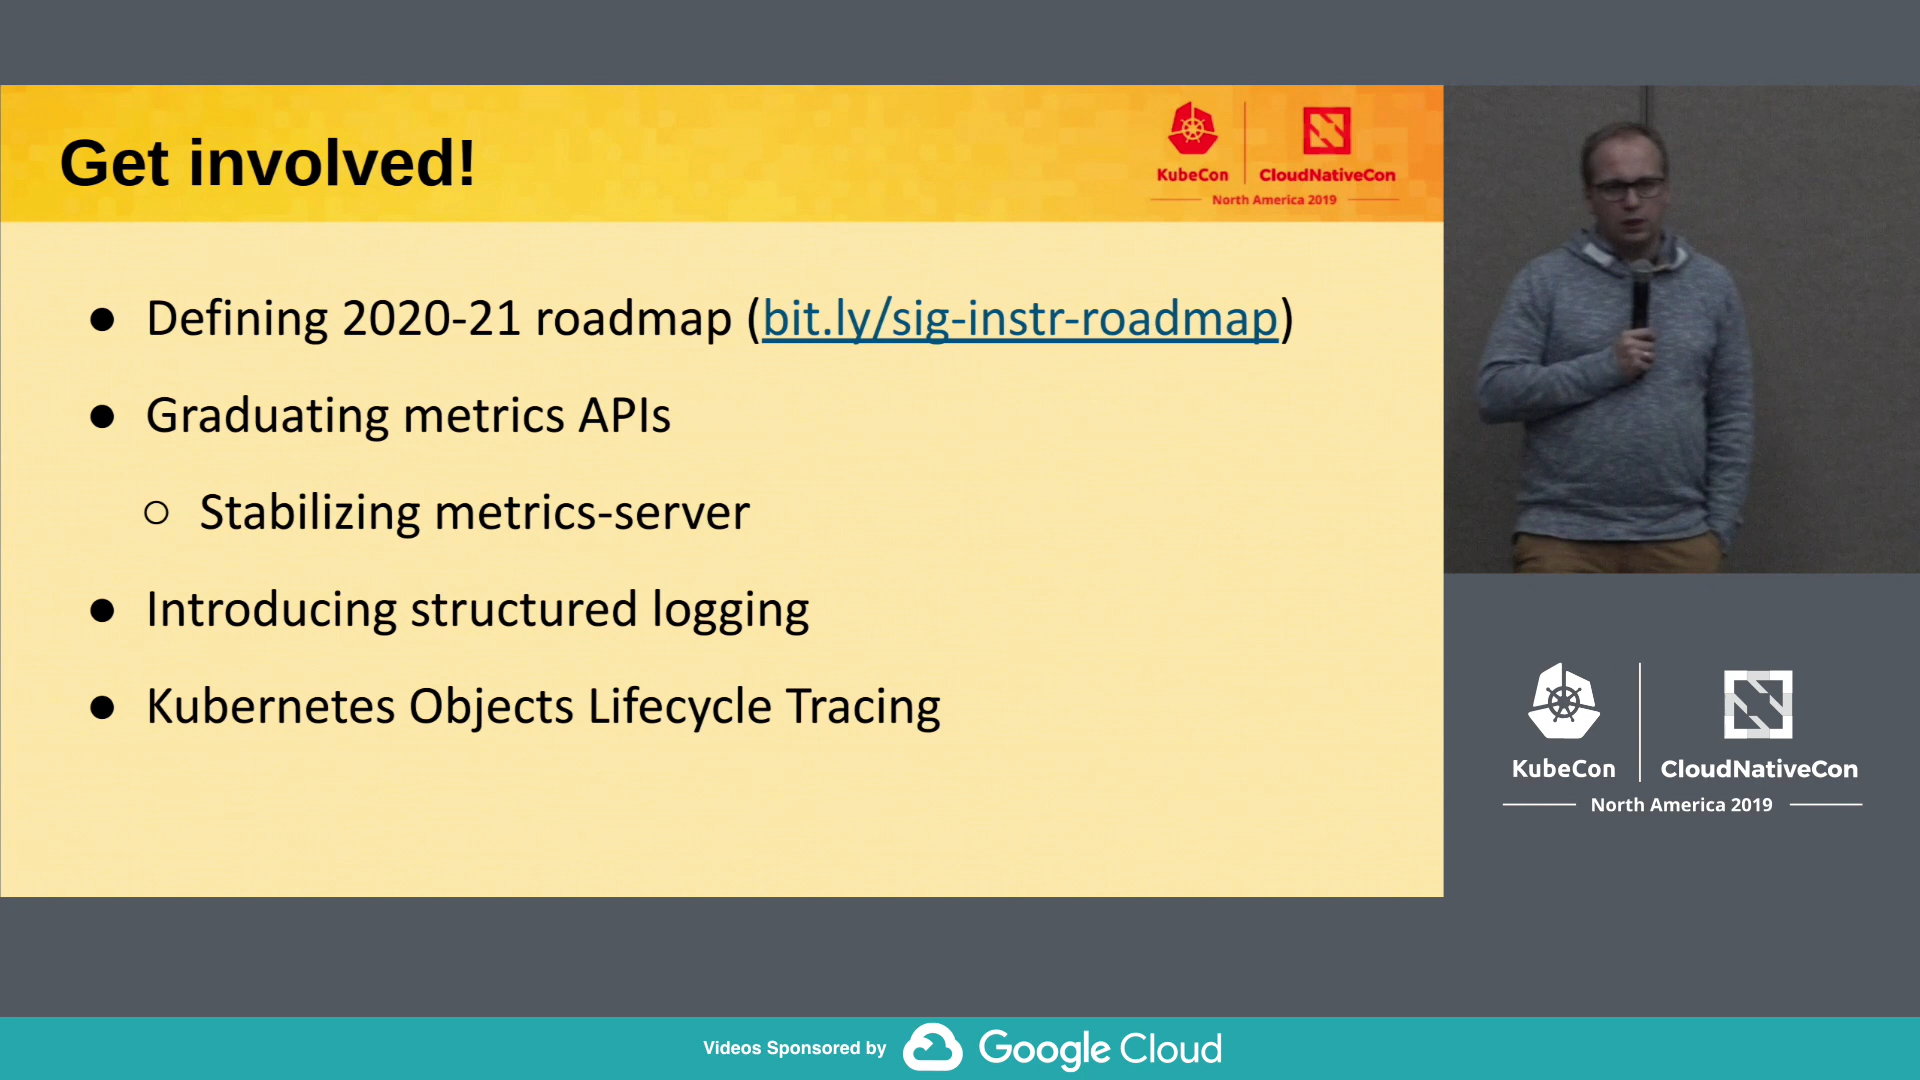 Get involved!
KubeCon
CloudNativeCon
North America 2019
● Defining 2020-21 roadmap (bit.ly/sig-instr-roadmap)
● Graduating metrics APIs
○ Stabilizing metrics-server
● Introducing structured logging
● Kubernetes Objects Lifecycle Tracing
KubeCon
CloudNativeCon
North America 2019
Videos Sponsored by
Google Cloud